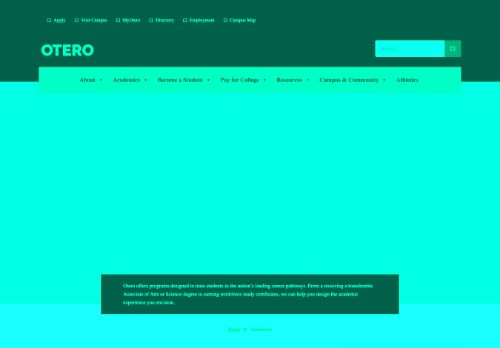 Apply Visit Campus MyOtero Directory Employment Campus Map
OTERO
Search
About Academics Become a Student Pay for College Resources Campus & Community Athletics
Otero offers programs designed to train students in the nation's leading career pathways. From a receiving a transferable
Associate of Arts or Science degree to earning workforce ready certificates, we can help you design the academic
experience you envision.
Home